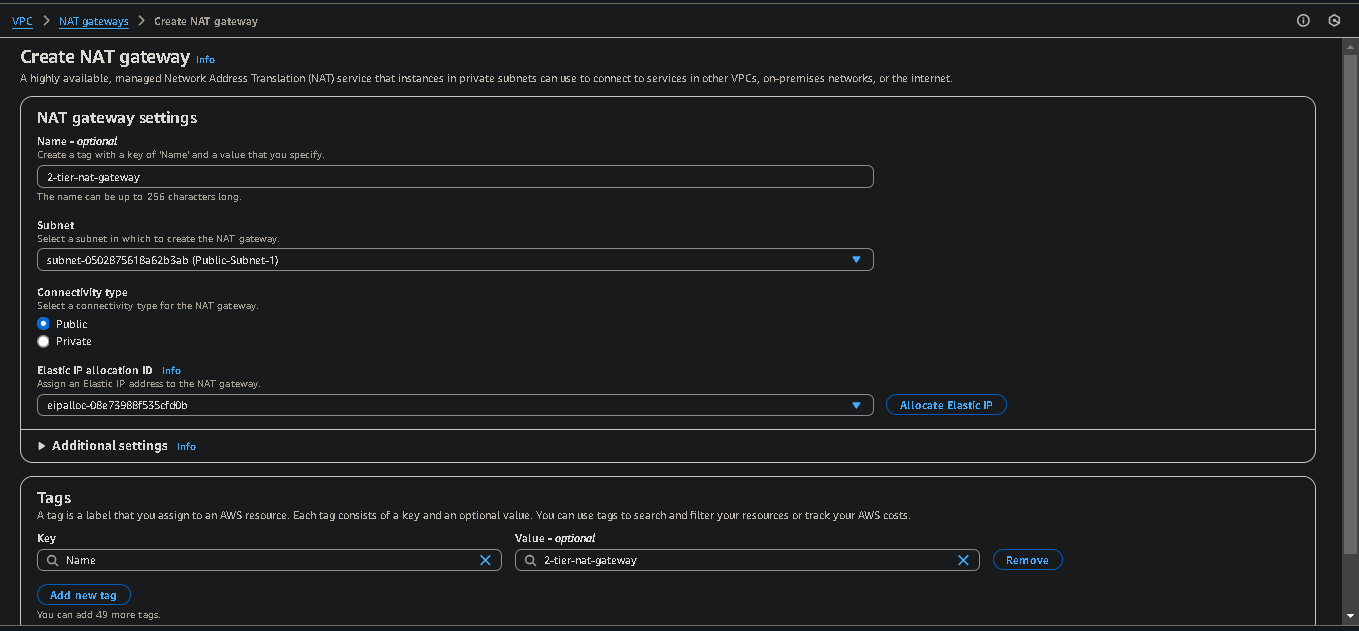 VPC > NAT gateways > Create NAT gateway
Create NAT gateway Info
A highly available, managed Network Address Translation (NAT) service that instances in private subnets can use to connect to services in other VPCs, on-premises networks, or the internet.
NAT gateway settings
Name - optional
Create a tag with a key of 'Name' and a value that you specify.
2-tier-nat-gateway
The name can be up to 256 characters long.
Subnet
Select a subnet in which to create the NAT gateway.
subnet-0502875618a62b3ab (Public-Subnet-1)
Connectivity type
Select a connectivity type for the NAT gateway.
Public
Private
Elastic IP allocation ID Info
Assign an Elastic IP address to the NAT gateway.
eipalloc-08e73988f535cfd0b
Allocate Elastic IP
Additional settings Info
Tags
A tag is a label that you assign to an AWS resource. Each tag consists of a key and an optional value. You can use tags to search and filter your resources or track your AWS costs.
Key Value - optional
Name 2-tier-nat-gateway Remove
Add new tag
You can add 49 more tags.